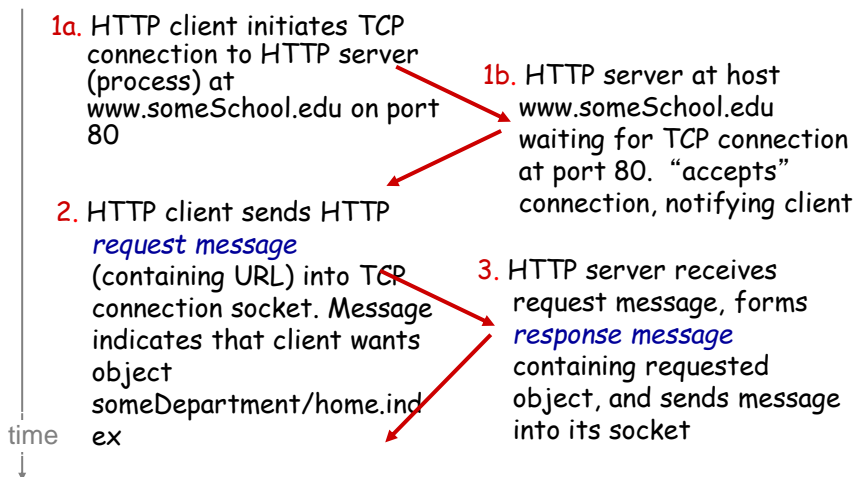 1a. HTTP client initiates TCP
connection to HTTP server
(process) at
www.someSchool.edu on port
80
1b. HTTP server at host
www.someSchool.edu
waiting for TCP connection
at port 80. “accepts”
connection, notifying client
2. HTTP client sends HTTP
request message
(containing URL) into TCP
connection socket. Message
indicates that client wants
object
someDepartment/home.ind
ex
3. HTTP server receives
request message, forms
response message
containing requested
object, and sends message
into its socket
time